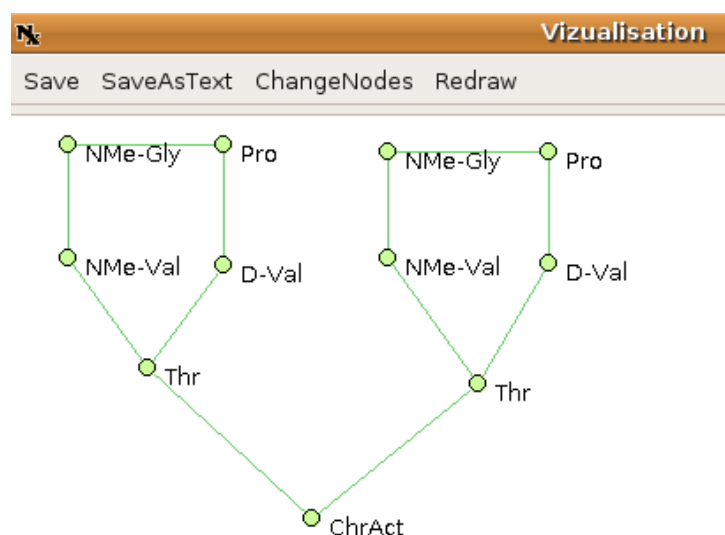 Vizualisation
Save SaveAsText ChangeNodes Redraw
NMe-Gly Pro NMe-Gly Pro
NMe-Val D-Val NMe-Val D-Val
Thr Thr
ChrAct